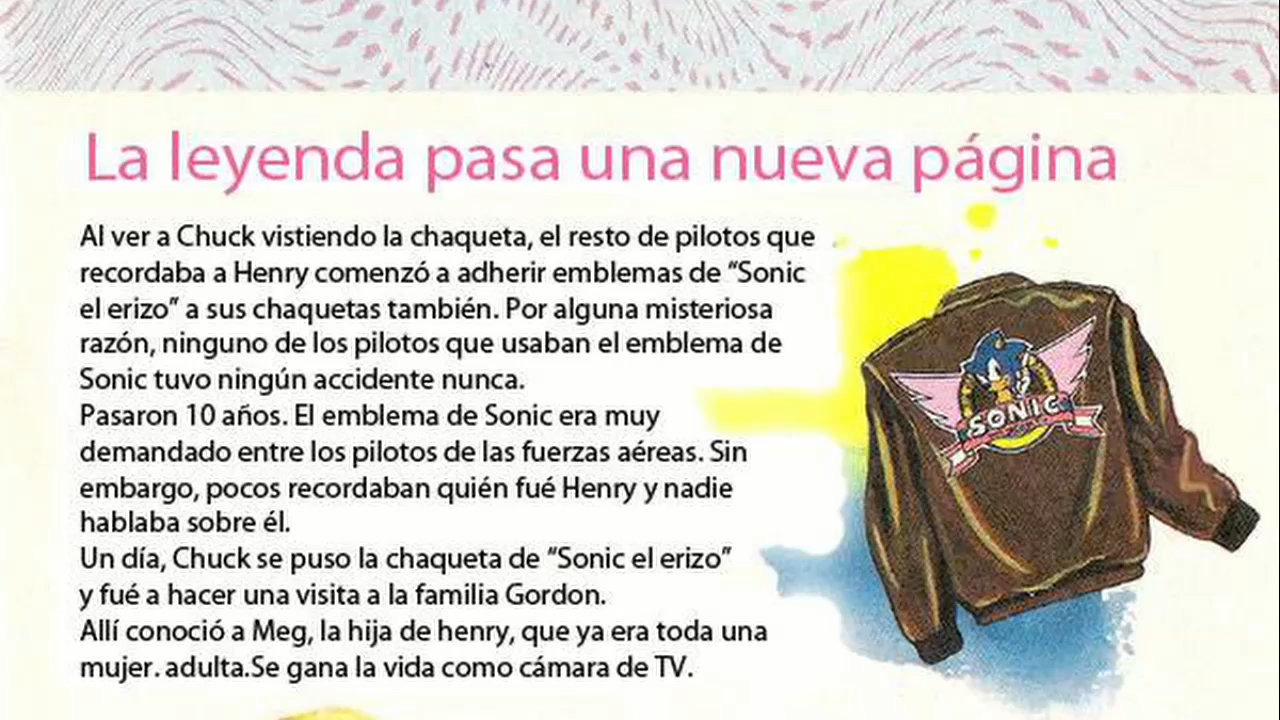 La leyenda pasa una nueva página
Al ver a Chuck vistiendo la chaqueta, el resto de pilotos que
recordaba a Henry comenzó a adherir emblemas de “Sonic
el erizo” a sus chaquetas también. Por alguna misteriosa
razón, ninguno de los pilotos que usaban el emblema de
Sonic tuvo ningún accidente nunca.
Pasaron 10 años. El emblema de Sonic era muy
demandado entre los pilotos de las fuerzas aéreas. Sin
embargo, pocos recordaban quién fué Henry y nadie
hablaba sobre él.
Un día, Chuck se puso la chaqueta de “Sonic el erizo”
y fué a hacer una visita a la familia Gordon.
Allí conoció a Meg, la hija de henry, que ya era toda una
mujer. adulta.Se gana la vida como cámara de TV.
SONIC